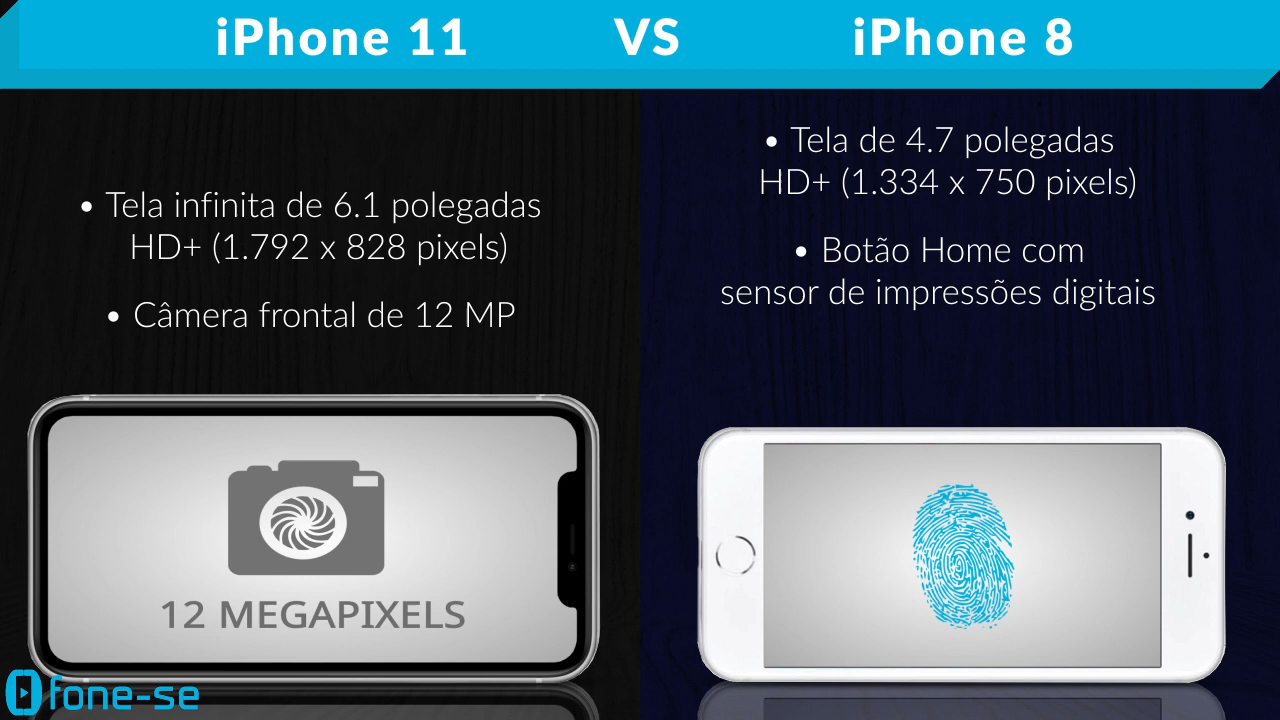 iPhone 11 VS iPhone 8
• Tela infinita de 6.1 polegadas
HD+ (1.792 x 828 pixels)
• Câmera frontal de 12 MP
12 MEGAPIXELS
• Tela de 4.7 polegadas
HD+ (1.334 x 750 pixels)
• Botão Home com
sensor de impressões digitais
fone-se